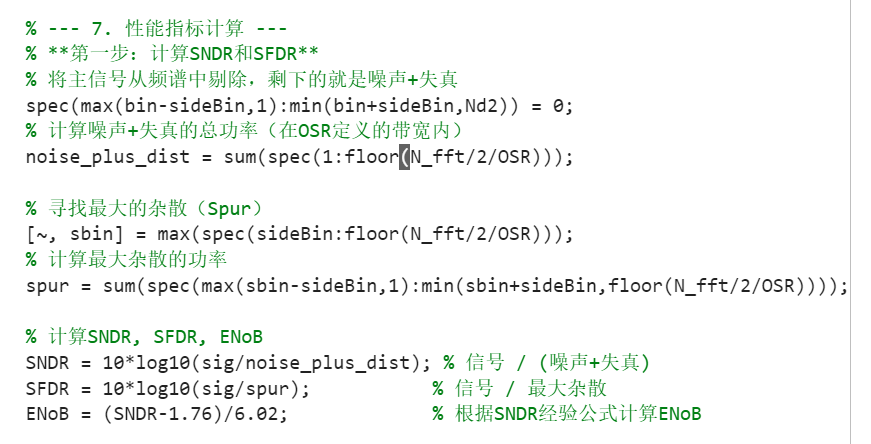 % --- 7. 性能指标计算 ---
% **第一步：计算SNDR和SFDR**
% 将主信号从频谱中剔除，剩下的就是噪声+失真
spec(max(bin-sideBin,1):min(bin+sideBin,Nd2)) = 0;
% 计算噪声+失真的总功率（在OSR定义的带宽内）
noise_plus_dist = sum(spec(1:floor(N_fft/2/OSR)));
% 寻找最大的杂散（Spur）
[~, sbin] = max(spec(sideBin:floor(N_fft/2/OSR)));
% 计算最大杂散的功率
spur = sum(spec(max(sbin-sideBin,1):min(sbin+sideBin,floor(N_fft/2/OSR))));
% 计算SNDR, SFDR, ENoB
SNDR = 10*log10(sig/noise_plus_dist); % 信号 / (噪声+失真)
SFDR = 10*log10(sig/spur); % 信号 / 最大杂散
ENoB = (SNDR-1.76)/6.02; % 根据SNDR经验公式计算ENoB